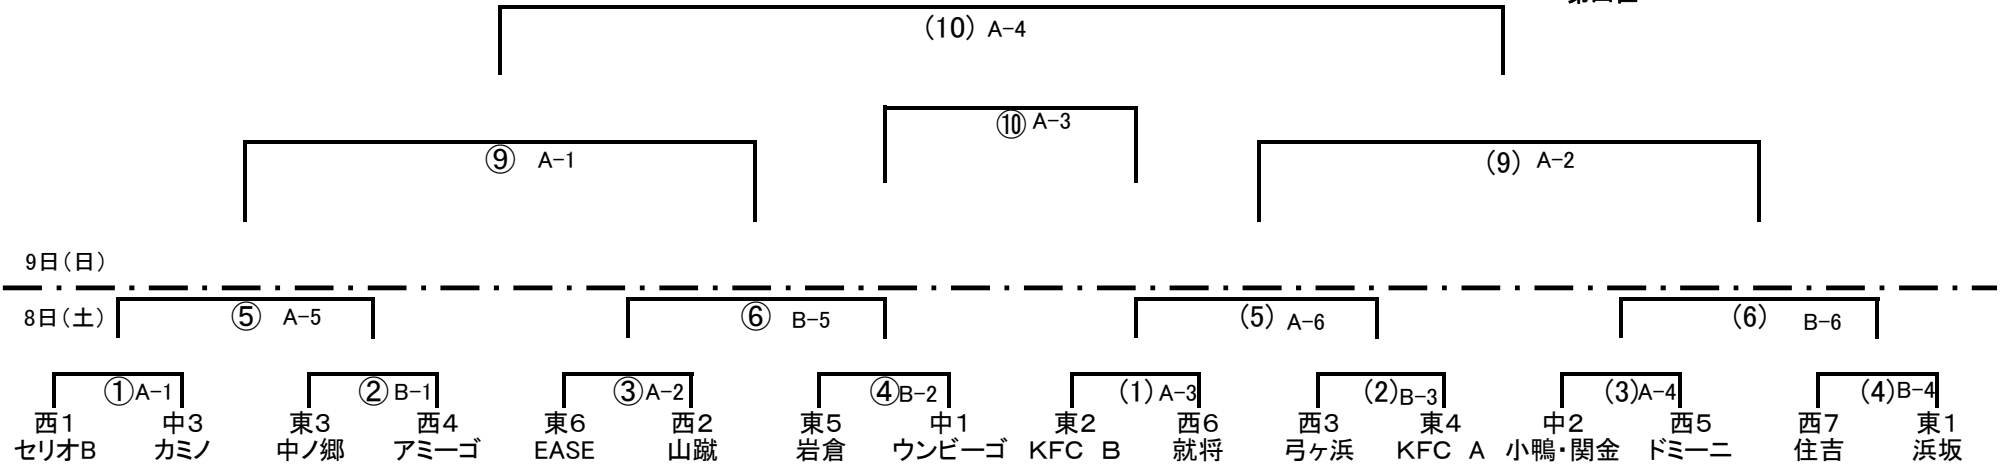 (10) A-4
⑩ A-3
⑨ A-1
(9) A-2
9日(日)
8日(土)
⑤ A-5
⑥ B-5
(5) A-6
(6) B-6
①A-1
②B-1
③A-2
④B-2
(1)A-3
(2)B-3
(3)A-4
(4)B-4
西1 中3 東3 西4 東6 西2 東5 中1 東2 西6 西3 東4 中2 西5 西7 東1
セリオB カミノ 中ノ郷 アミーゴ EASE 山蹴 岩倉 ウンビーゴ KFC B 就将 弓ヶ浜 KFC A 小鴨・関金 ドミーニ 住吉 浜坂